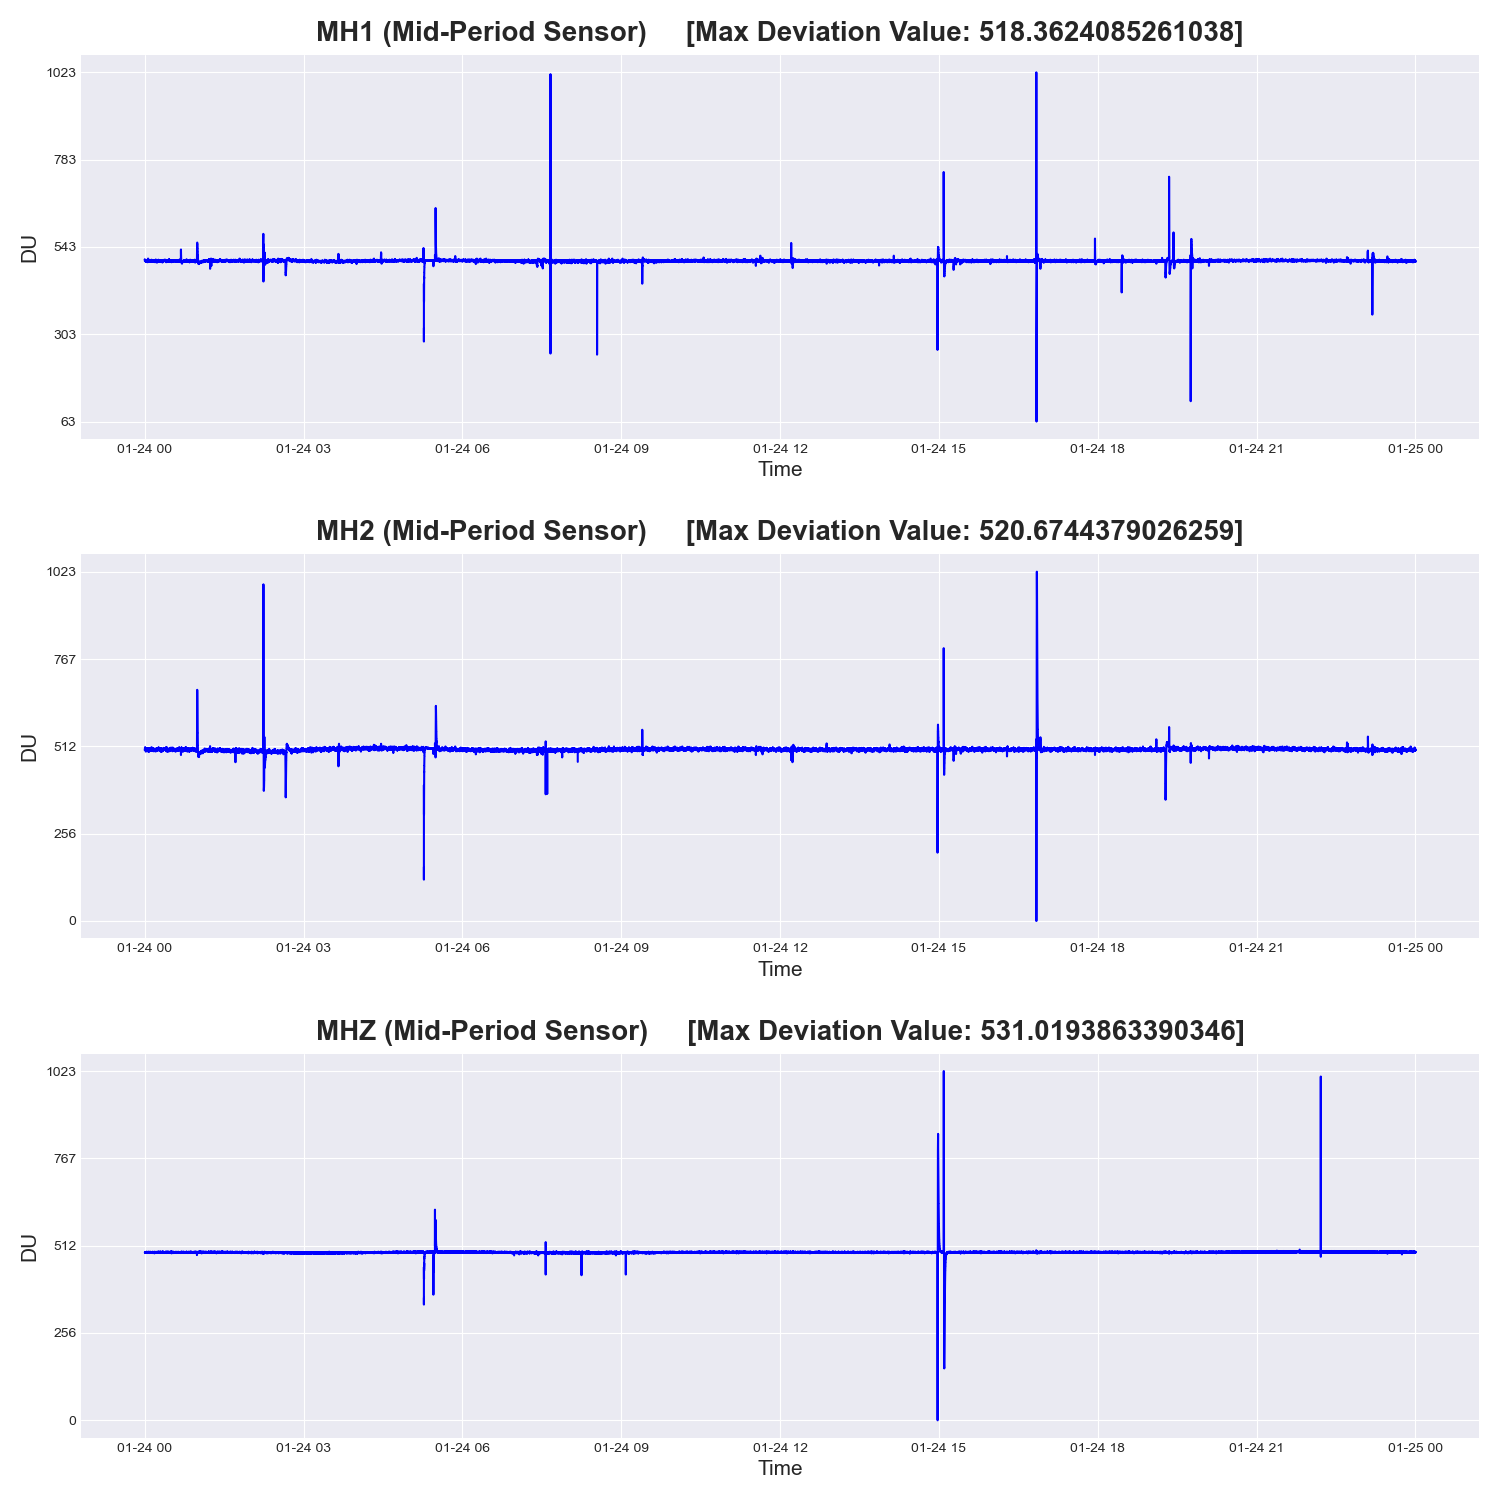 MH1 (Mid-Period Sensor) [Max Deviation Value: 518.3624085261038]
1023
783
543
303
63
DU
01-24 00 01-24 03 01-24 06 01-24 09 01-24 12 01-24 15 01-24 18 01-24 21 01-25 00
Time
MH2 (Mid-Period Sensor) [Max Deviation Value: 520.6744379026259]
1023
767
512
256
0
DU
01-24 00 01-24 03 01-24 06 01-24 09 01-24 12 01-24 15 01-24 18 01-24 21 01-25 00
Time
MHZ (Mid-Period Sensor) [Max Deviation Value: 531.0193863390346]
1023
767
512
256
0
DU
01-24 00 01-24 03 01-24 06 01-24 09 01-24 12 01-24 15 01-24 18 01-24 21 01-25 00
Time